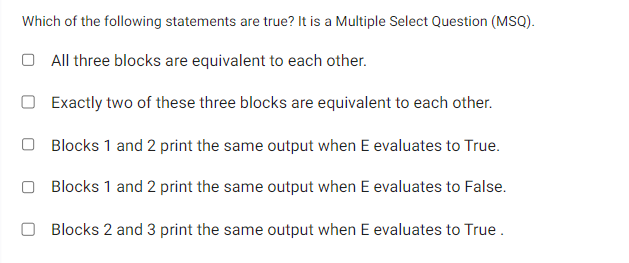 Which of the following statements are true? It is a Multiple Select Question (MSQ).
All three blocks are equivalent to each other.
Exactly two of these three blocks are equivalent to each other.
Blocks 1 and 2 print the same output when E evaluates to True.
Blocks 1 and 2 print the same output when E evaluates to False.
Blocks 2 and 3 print the same output when E evaluates to True .